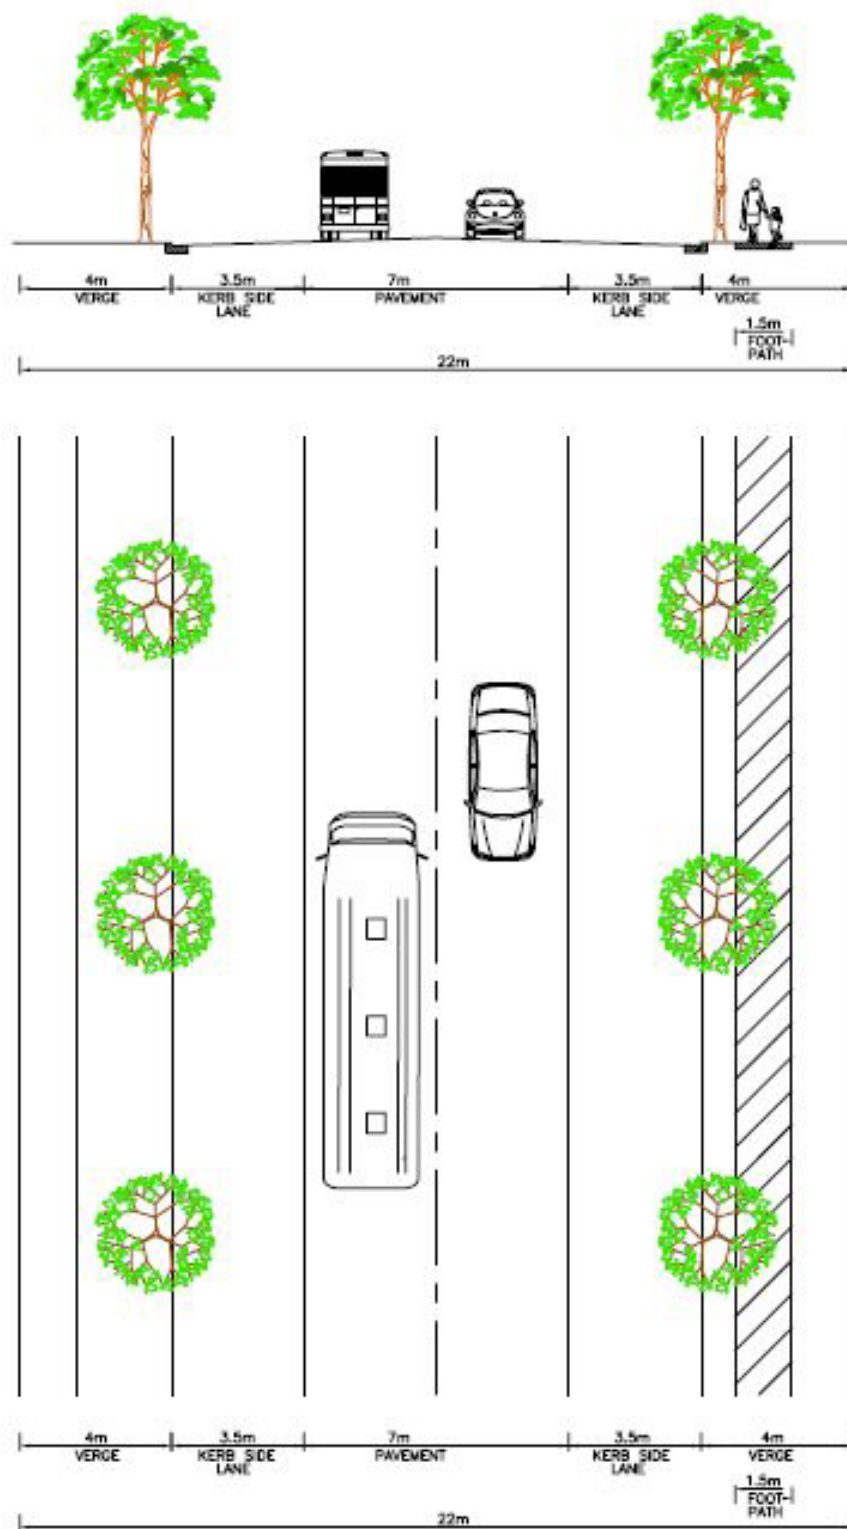 4m 3.5m 7m 3.5m 4m
VERGE KERB SIDE PAVEMENT KERB SIDE VERGE
LANE LANE
1.5m
FOOT-
PATH
22m
4m 3.5m 7m 3.5m 4m
VERGE KERB SIDE PAVEMENT KERB SIDE VERGE
LANE LANE
1.5m
FOOT-
PATH
22m